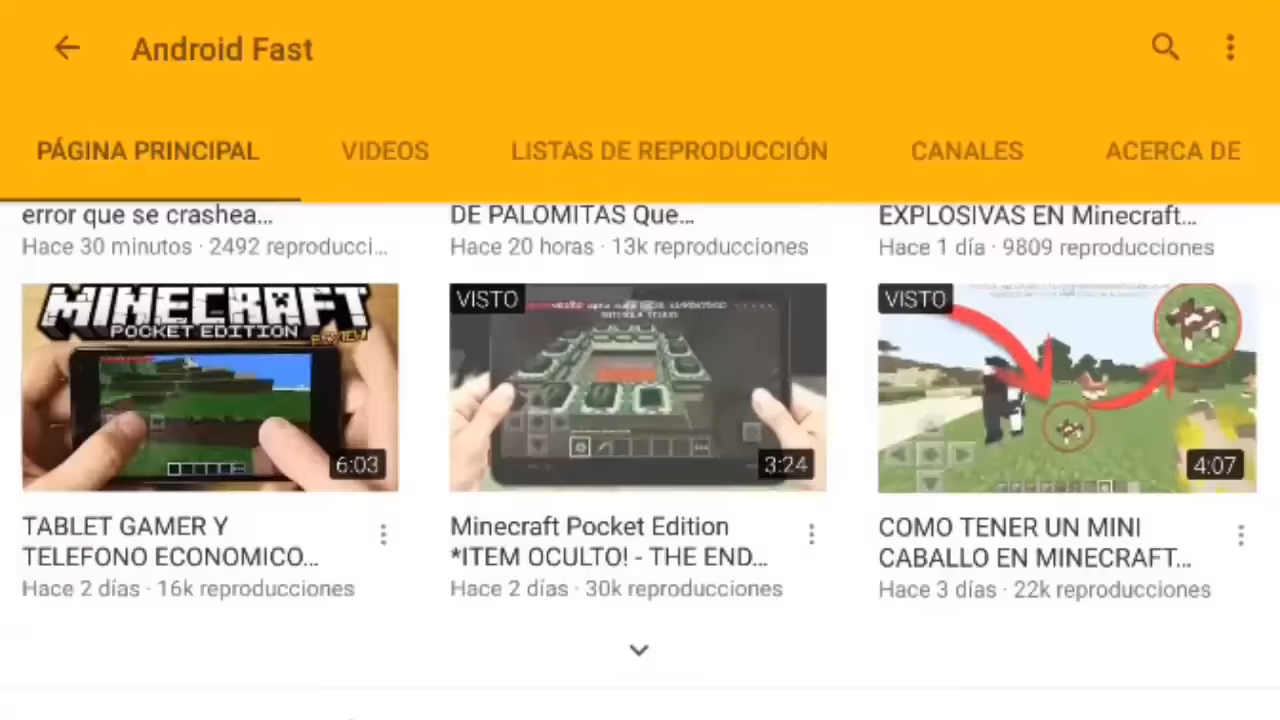 Android Fast
PÁGINA PRINCIPAL
VIDEOS
LISTAS DE REPRODUCCIÓN
CANALES
ACERCA DE
error que se crashea...
Hace 30 minutos · 2492 reproducci...
DE PALOMITAS Que...
Hace 20 horas · 13k reproducciones
EXPLOSIVAS EN Minecraft...
Hace 1 día · 9809 reproducciones
MINECRAFT
POCKET EDITION
6:03
TABLET GAMER Y
TELEFONO ECONOMICO...
Hace 2 días · 16k reproducciones
VISTO
3:24
Minecraft Pocket Edition
*ITEM OCULTO! - THE END...
Hace 2 días · 30k reproducciones
VISTO
4:07
COMO TENER UN MINI
CABALLO EN MINECRAFT...
Hace 3 días · 22k reproducciones